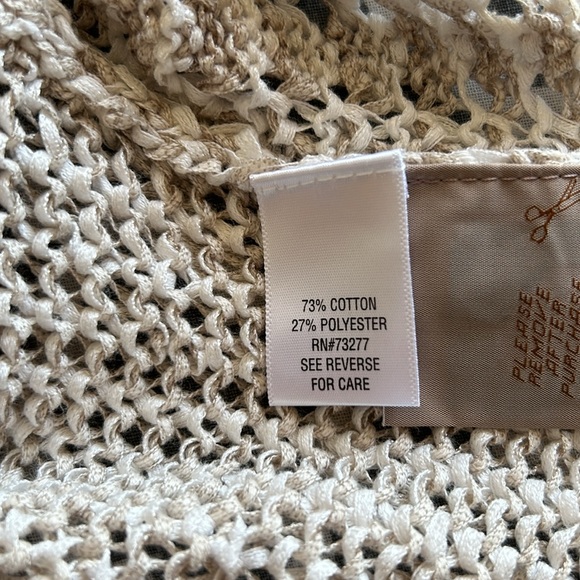 73% COTTON
27% POLYESTER
RN#73277
SEE REVERSE
FOR CARE
PLEASE
REMOVE
AFTER
PURCHASE